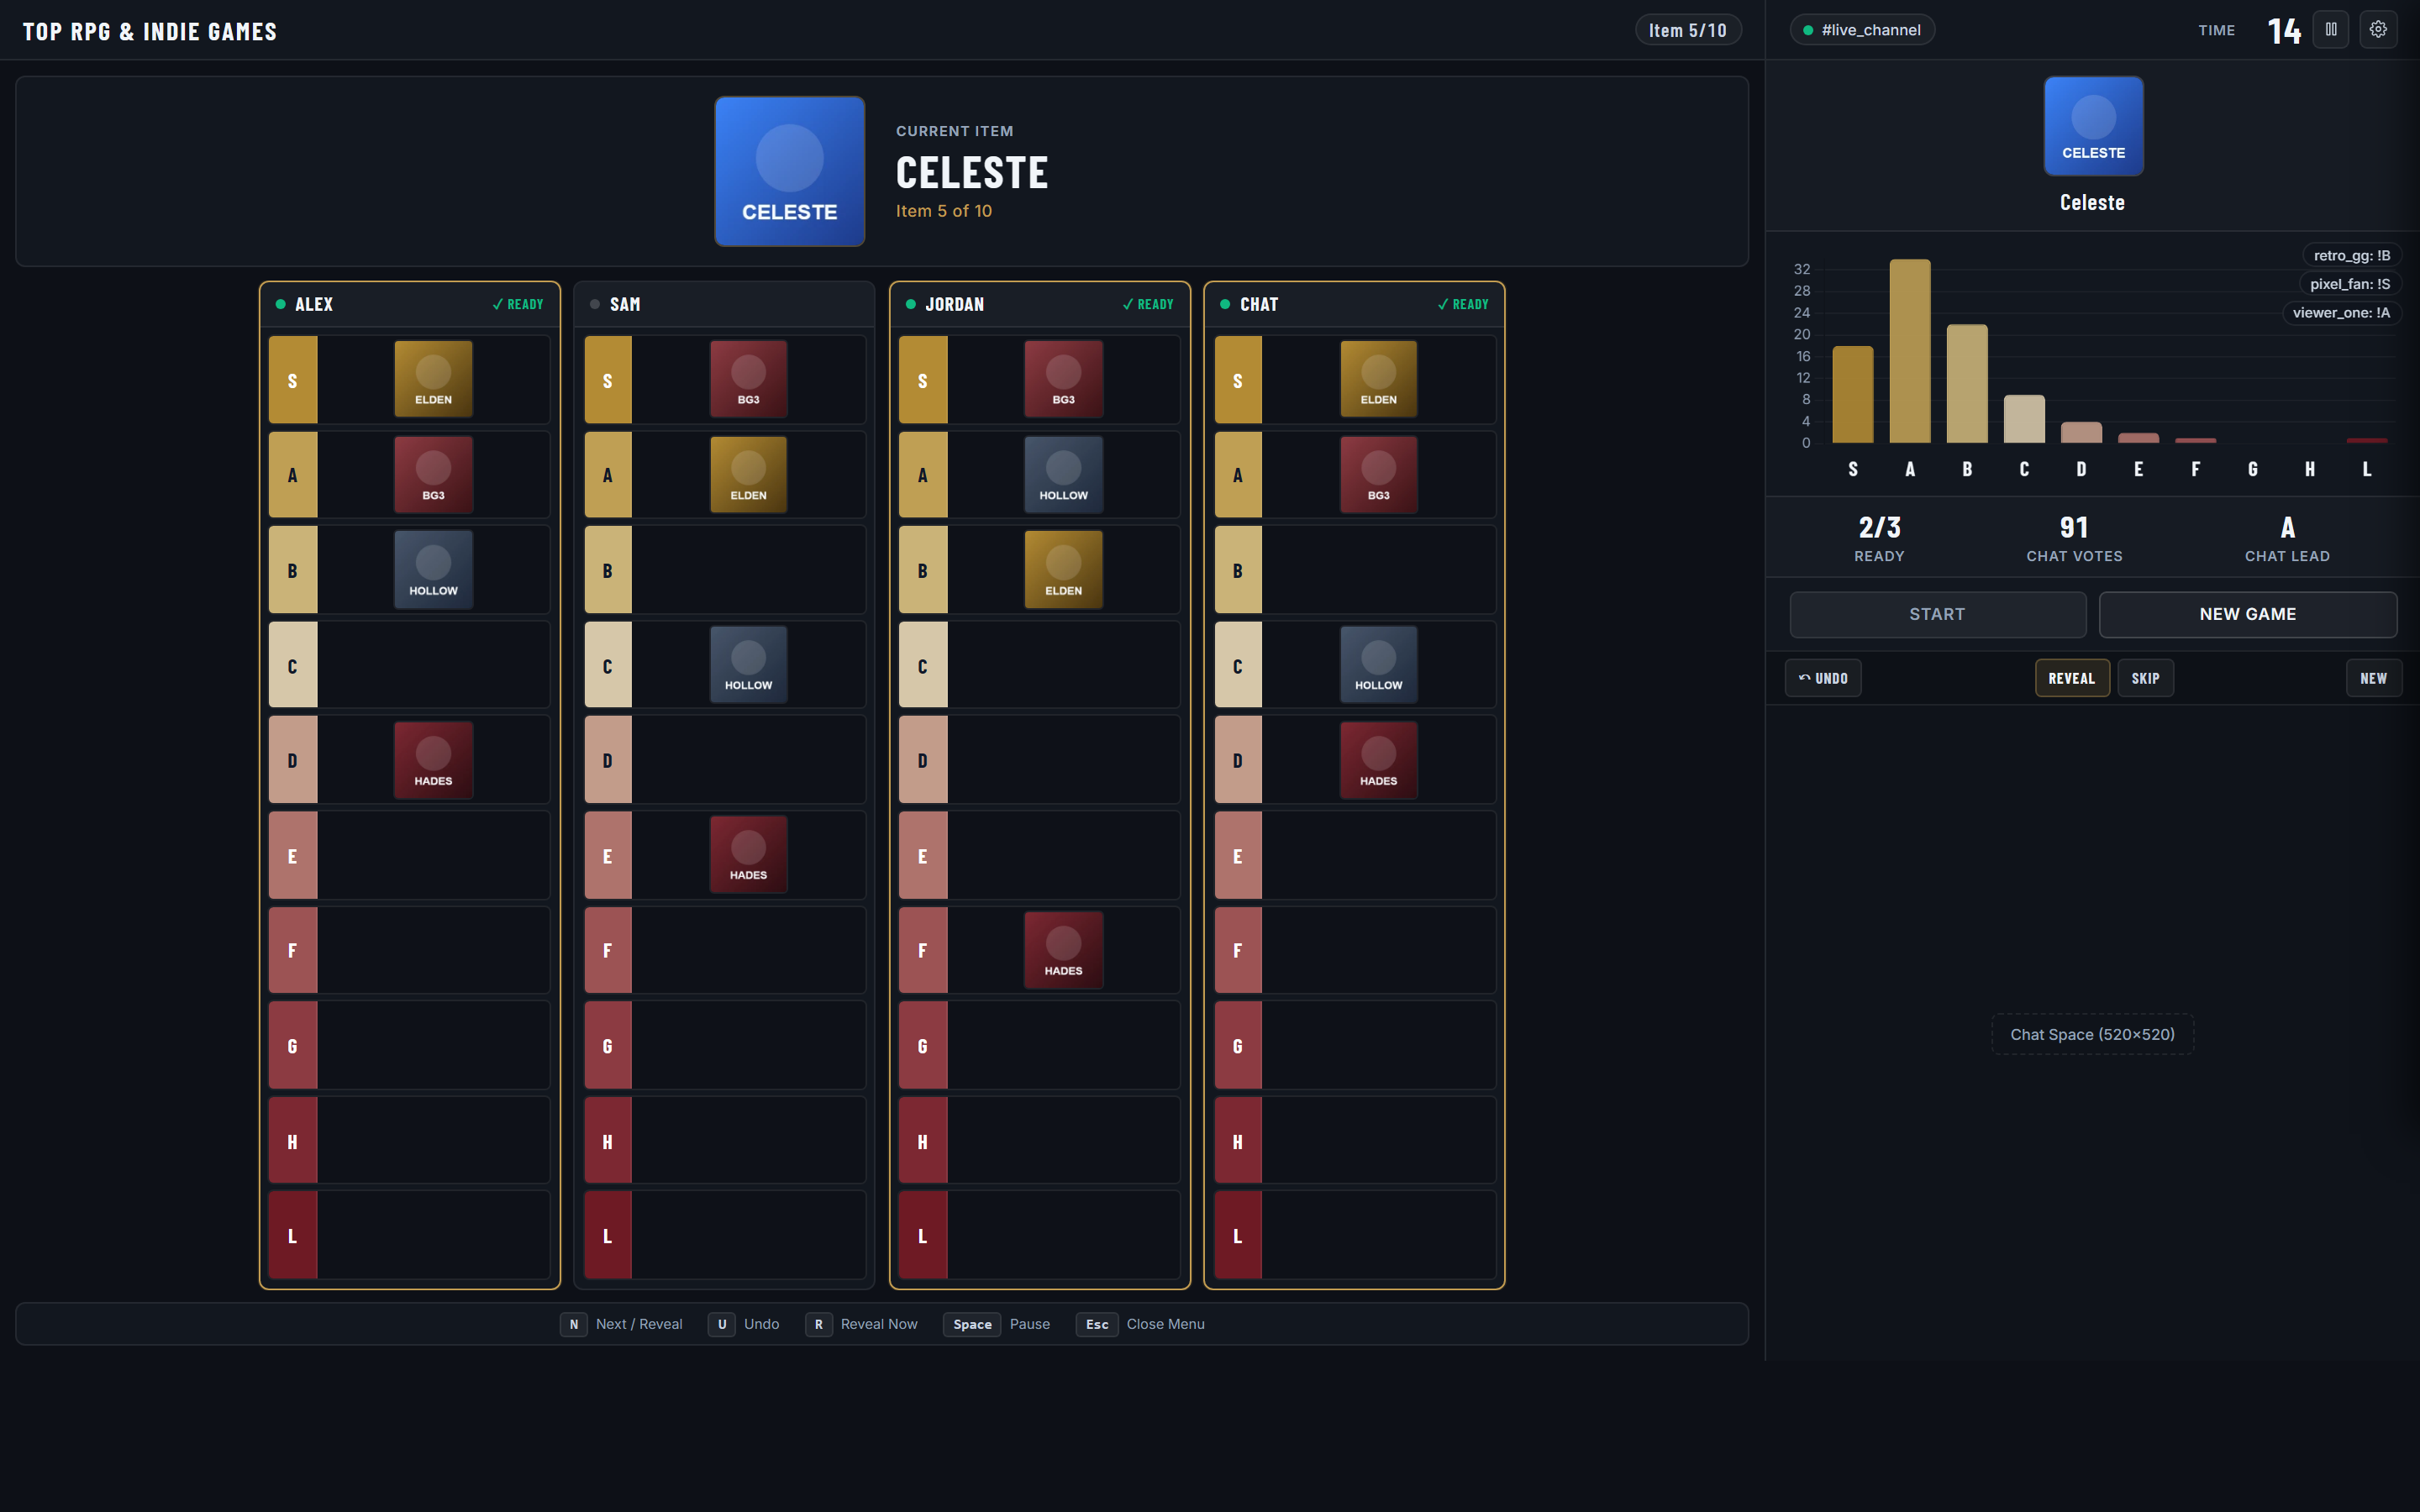 TOP RPG & INDIE GAMES
Item 5/10
CELESTE
CURRENT ITEM
CELESTE
Item 5 of 10
ALEX
✓ READY
S
ELDEN
A
BG3
B
HOLLOW
C
D
HADES
E
F
G
H
L
SAM
S
BG3
A
ELDEN
B
C
HOLLOW
D
E
HADES
F
G
H
L
JORDAN
✓ READY
S
BG3
A
HOLLOW
B
ELDEN
C
D
E
F
HADES
G
H
L
CHAT
✓ READY
S
ELDEN
A
BG3
B
C
HOLLOW
D
HADES
E
F
G
H
L
N Next / Reveal U Undo R Reveal Now Space Pause Esc Close Menu
#live_channel
TIME 14
CELESTE
Celeste
retro_gg: !B
pixel_fan: !S
viewer_one: !A
32
28
24
20
16
12
8
4
0
S A B C D E F G H L
2/3 91 A
READY CHAT VOTES CHAT LEAD
START NEW GAME
UNDO REVEAL SKIP NEW
Chat Space (520×520)